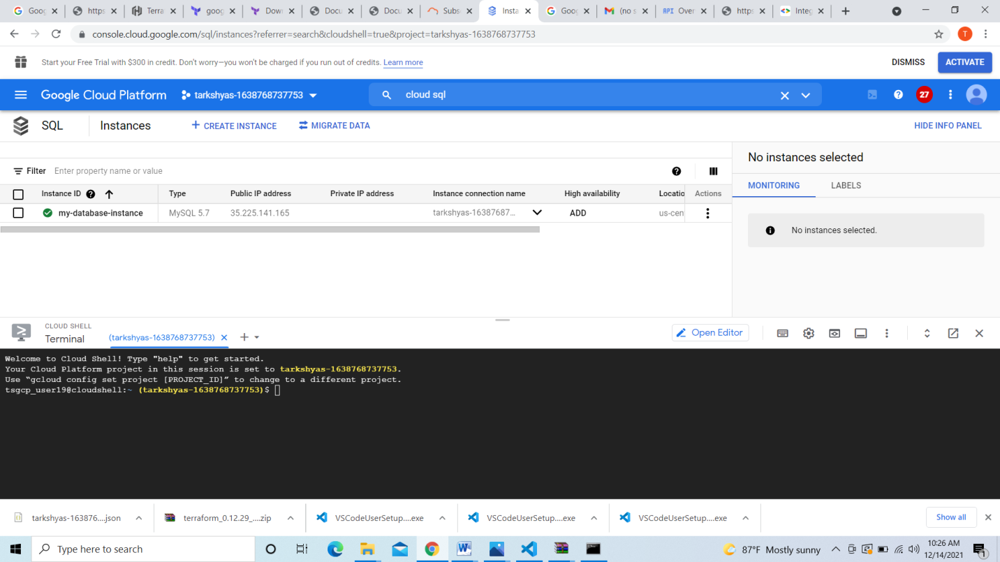 Goog
https
Terra
goog
Dow
Docu
Docu
Subs
Insta
Goog
(no s
API Over
https
Integ
console.cloud.google.com/sql/instances?referrer=search&cloudshell=true&project=tarkshyas-1638768737753
T
Start your Free Trial with $300 in credit. Don't worry—you won't be charged if you run out of credits. Learn more
DISMISS
ACTIVATE
Google Cloud Platform
tarkshyas-1638768737753
cloud sql
27
SQL
Instances
CREATE INSTANCE
MIGRATE DATA
HIDE INFO PANEL
Filter Enter property name or value
Instance ID Type Public IP address Private IP address Instance connection name High availability Locatio Actions
my-database-instance MySQL 5.7 35.225.141.165 tarkshyas-16387687... ADD us-cen
No instances selected
MONITORING LABELS
No instances selected.
CLOUD SHELL
Terminal
(tarkshyas-1638768737753)
Open Editor
Welcome to Cloud Shell! Type "help" to get started.
Your Cloud Platform project in this session is set to tarkshyas-1638768737753.
Use “gcloud config set project [PROJECT_ID]” to change to a different project.
tsgcp_user19@cloudshell:~ (tarkshyas-1638768737753)$
tarkshyas-163876....json
terraform_0.12.29_....zip
VSCodeUserSetup....exe
VSCodeUserSetup....exe
VSCodeUserSetup....exe
Show all
Type here to search
87°F Mostly sunny
10:26 AM
12/14/2021
1